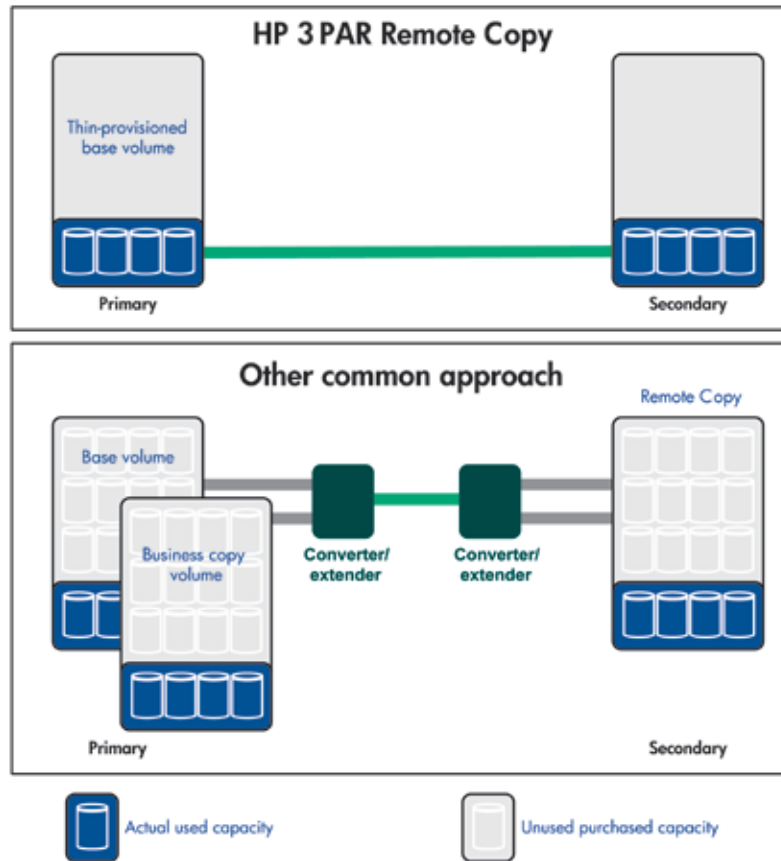 HP 3PAR Remote Copy
Thin-provisioned
base volume
Primary
Secondary
Other common approach
Remote Copy
Base volume
Business copy
volume
Converter/
extender
Converter/
extender
Primary
Secondary
Actual used capacity
Unused purchased capacity